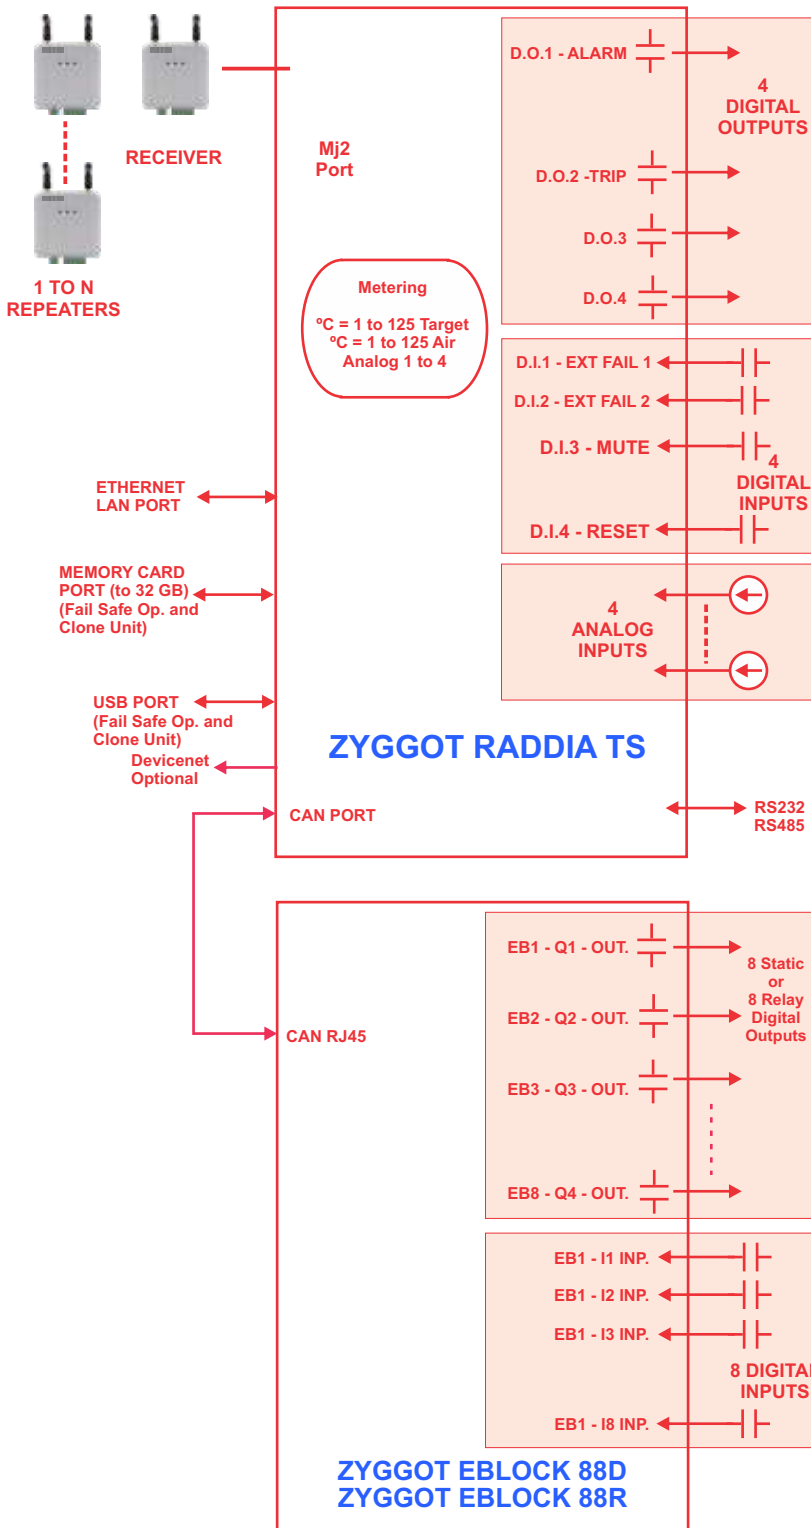 RECEIVER
1 TO N
REPEATERS
Mj2
Port
Metering
ºC = 1 to 125 Target
ºC = 1 to 125 Air
Analog 1 to 4
D.O.1 - ALARM
D.O.2 -TRIP
D.O.3
D.O.4
4
DIGITAL
OUTPUTS
D.I.1 - EXT FAIL 1
D.I.2 - EXT FAIL 2
D.I.3 - MUTE
D.I.4 - RESET
4
DIGITAL
INPUTS
4
ANALOG
INPUTS
ETHERNET
LAN PORT
MEMORY CARD
PORT (to 32 GB)
(Fail Safe Op. and
Clone Unit)
USB PORT
(Fail Safe Op. and
Clone Unit)
Devicenet
Optional
ZYGGOT RADDIA TS
CAN PORT
RS232
RS485
CAN RJ45
EB1 - Q1 - OUT.
EB2 - Q2 - OUT.
EB3 - Q3 - OUT.
EB8 - Q4 - OUT.
8 Static
or
8 Relay
Digital
Outputs
EB1 - I1 INP.
EB1 - I2 INP.
EB1 - I3 INP.
EB1 - I8 INP.
8 DIGITAL
INPUTS
ZYGGOT EBLOCK 88D
ZYGGOT EBLOCK 88R